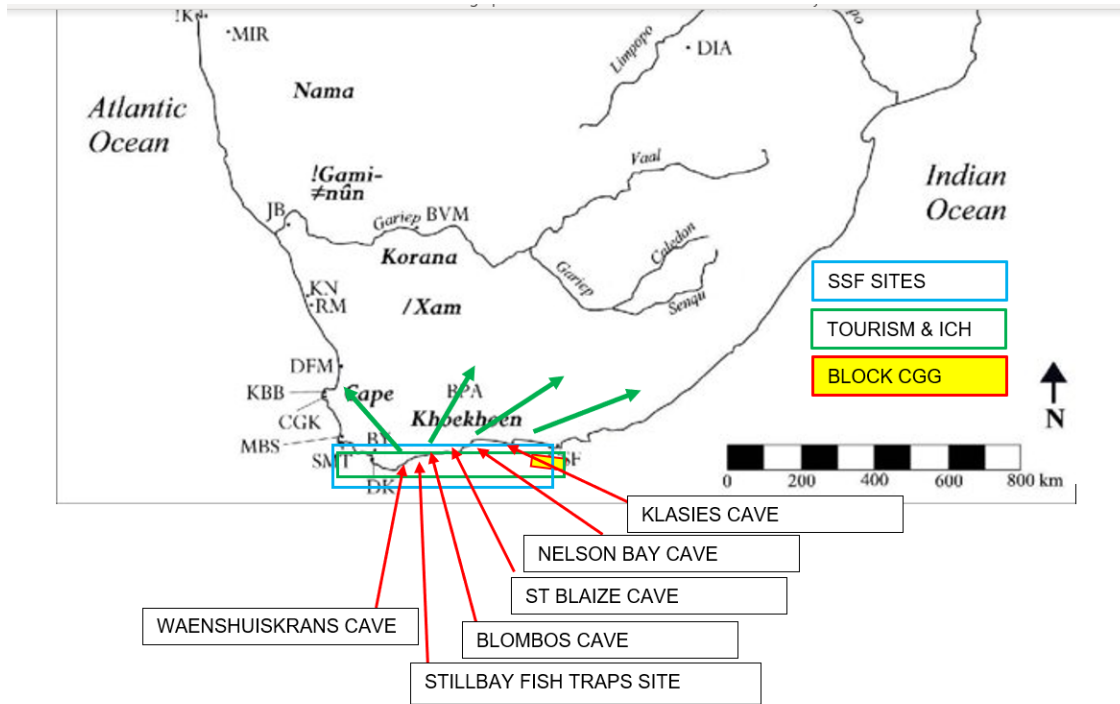 !K
MIR
DIA
Limpopo
Nama
Atlantic
Ocean
Vaal
!Gami-
≠nûn
Indian
Ocean
JB
Gariep
BVM
Caledon
Korana
Gariep
Senqu
SSF SITES
KN
RM
/Xam
TOURISM & ICH
DFM
BLOCK CGG
KBB
Cape
BPA
CGK
Khoekhoen
N
MBS
BY
SMT
DK
0
200
400
600
800 km
KLASIES CAVE
NELSON BAY CAVE
ST BLAIZE CAVE
WAENSHUISKRANS CAVE
BLOMBOS CAVE
STILLBAY FISH TRAPS SITE